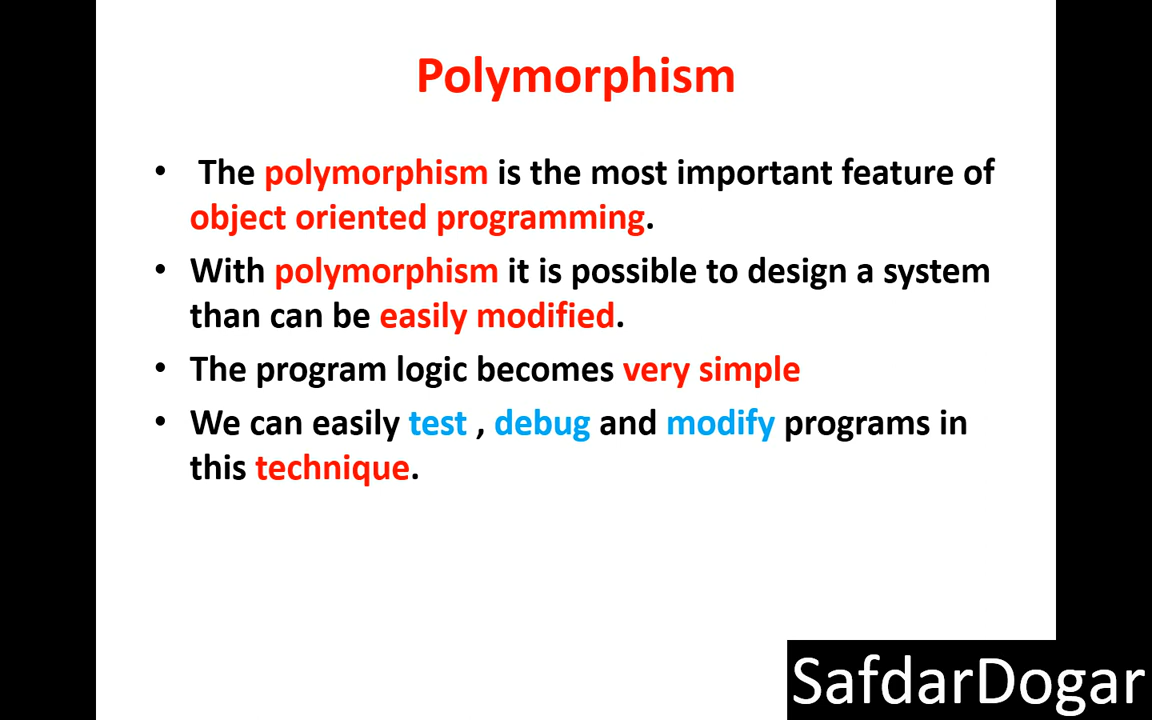 Polymorphism
• The polymorphism is the most important feature of
object oriented programming.
• With polymorphism it is possible to design a system
than can be easily modified.
• The program logic becomes very simple
• We can easily test , debug and modify programs in
this technique.
SafdarDogar